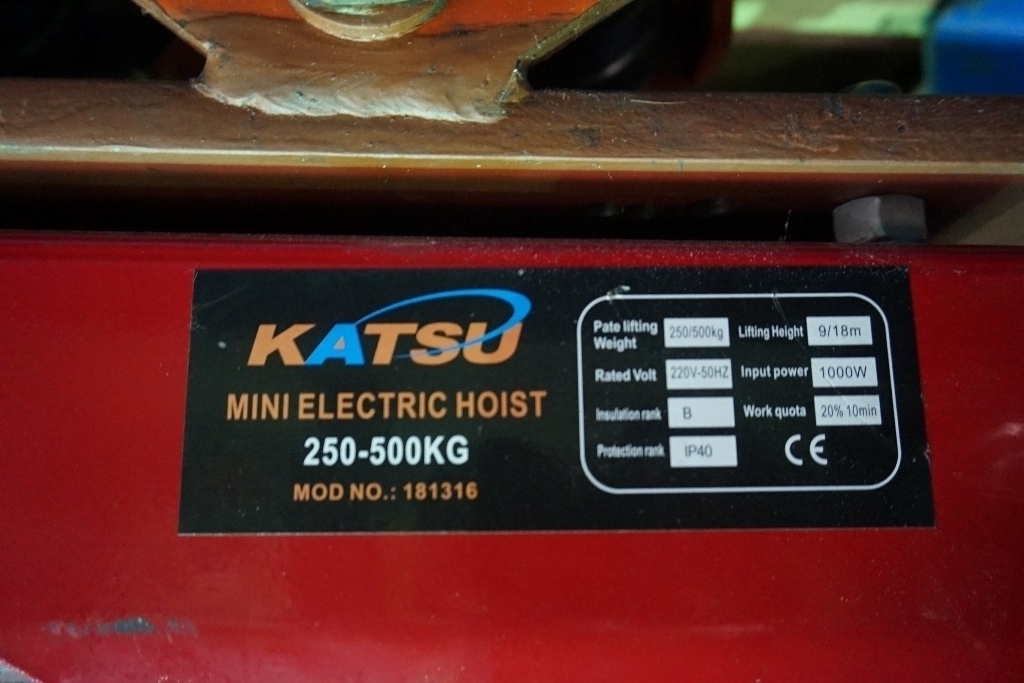 KATSU
MINI ELECTRIC HOIST
250-500KG
MOD NO.: 181316
Pate lifting Weight 250/500kg Lifting Height 9/18m
Rated Volt 220V-50HZ Input power 1000W
Insulation rank B Work quota 20% 10min
Protection rank IP40 CE